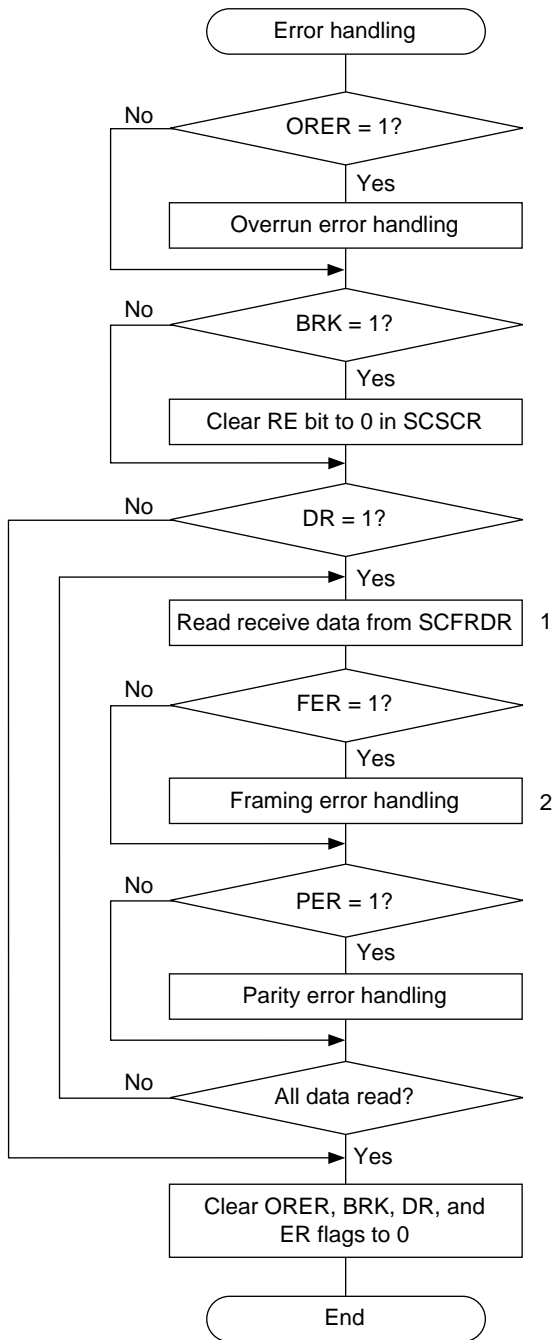 Error handling
No
ORER = 1?
Yes
Overrun error handling
No
BRK = 1?
Yes
Clear RE bit to 0 in SCSCR
No
DR = 1?
Yes
Read receive data from SCFRDR
1
No
FER = 1?
Yes
Framing error handling
2
No
PER = 1?
Yes
Parity error handling
No
All data read?
Yes
Clear ORER, BRK, DR, and
ER flags to 0
End